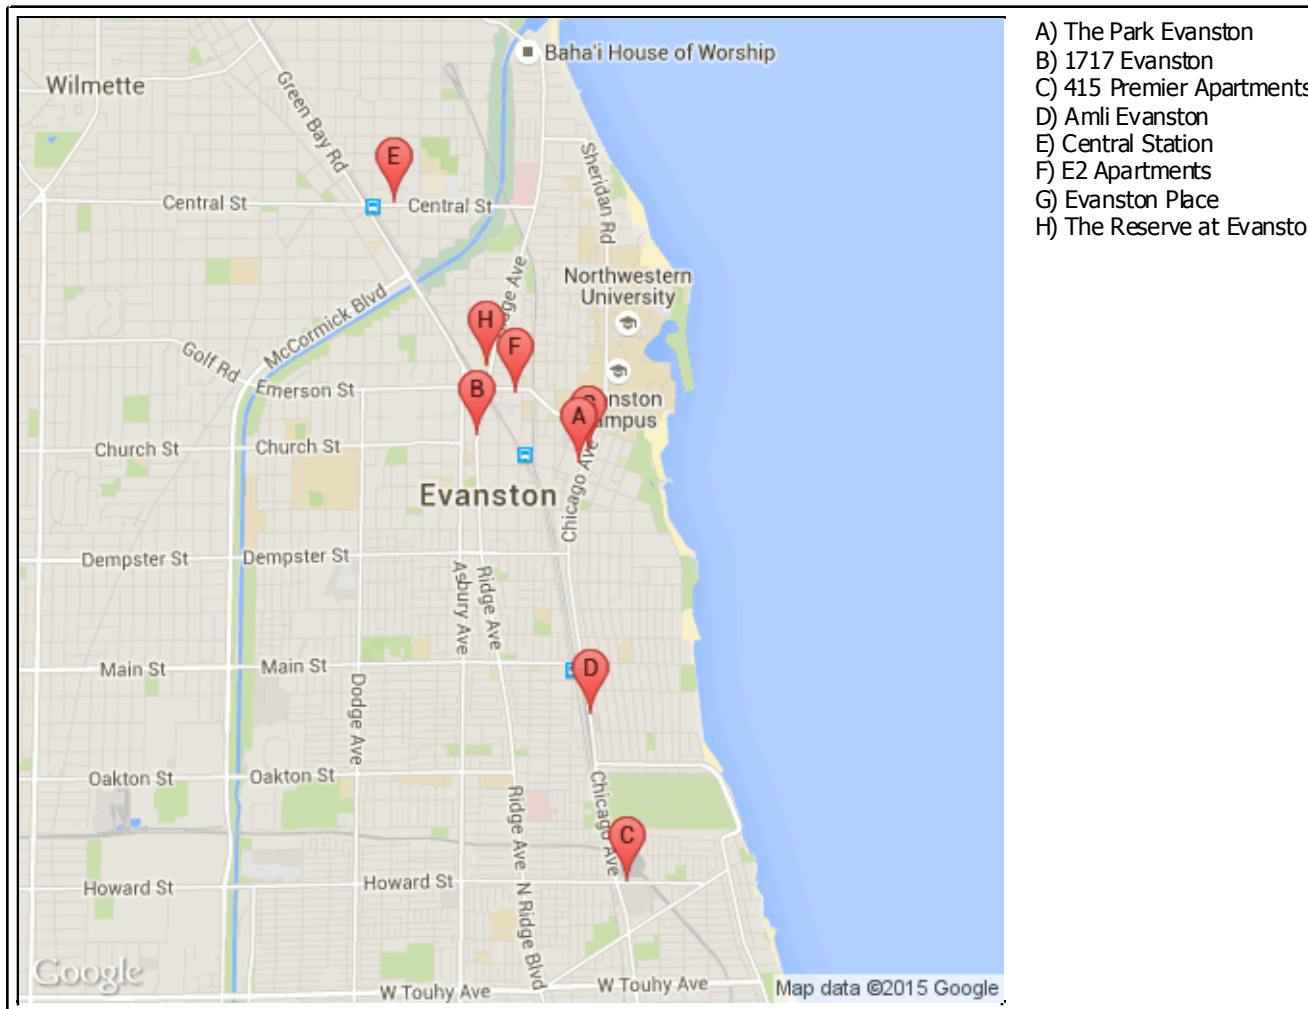 Baha'i House of Worship
Wilmette
Green Bay Rd
E
Sheridan Rd
Central St
Central St
Northwestern
University
McCormick Blvd
Ave
H
F
Golf Rd
Emerson St
B
A
Church St
Church St
Evanston
Chicago Ave
Dempster St
Dempster St
Asbury Ave
Ridge Ave
Main St
Main St
D
Dodge Ave
Oakton St
Oakton St
Ridge Ave
Chicago Ave
C
Howard St
Howard St
N Ridge Blvd
Google
W Touhy Ave
W Touhy Ave
Map data ©2015 Google
A) The Park Evanston
B) 1717 Evanston
C) 415 Premier Apartments
D) Amli Evanston
E) Central Station
F) E2 Apartments
G) Evanston Place
H) The Reserve at